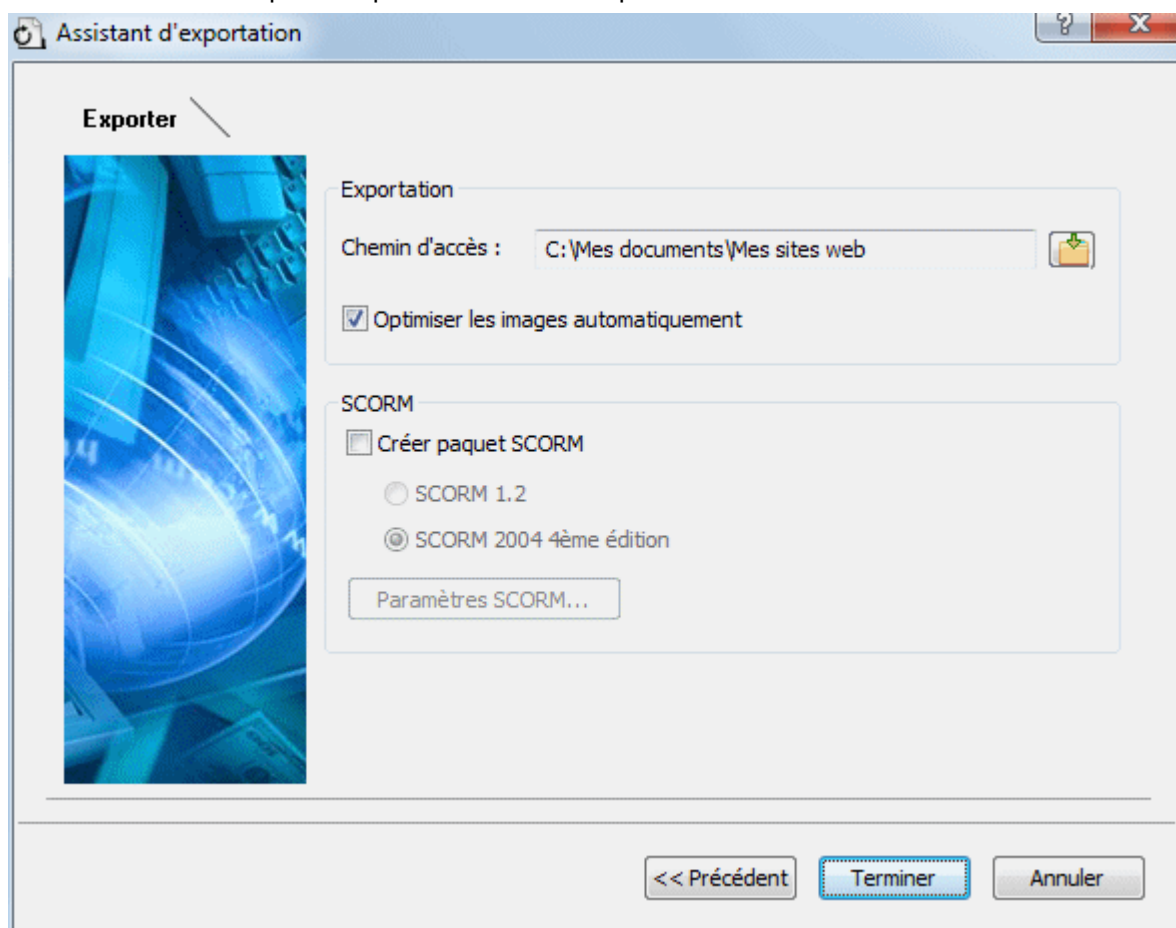 Assistant d'exportation
Exporter
Exportation
Chemin d'accès :
C:\Mes documents\Mes sites web
Optimiser les images automatiquement
SCORM
Créer paquet SCORM
SCORM 1.2
SCORM 2004 4ème édition
Paramètres SCORM...
<< Précédent
Terminer
Annuler